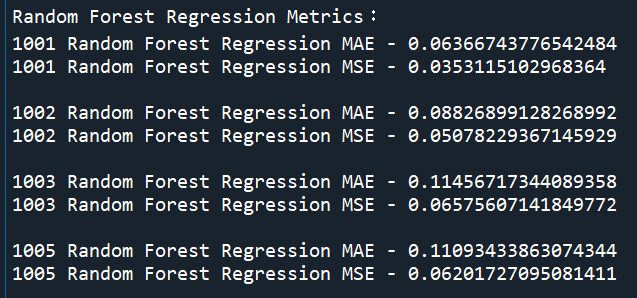 Random Forest Regression Metrics：
1001 Random Forest Regression MAE - 0.06366743776542484
1001 Random Forest Regression MSE - 0.0353115102968364
1002 Random Forest Regression MAE - 0.08826899128268992
1002 Random Forest Regression MSE - 0.05078229367145929
1003 Random Forest Regression MAE - 0.11456717344089358
1003 Random Forest Regression MSE - 0.06575607141849772
1005 Random Forest Regression MAE - 0.11093433863074344
1005 Random Forest Regression MSE - 0.06201727095081411